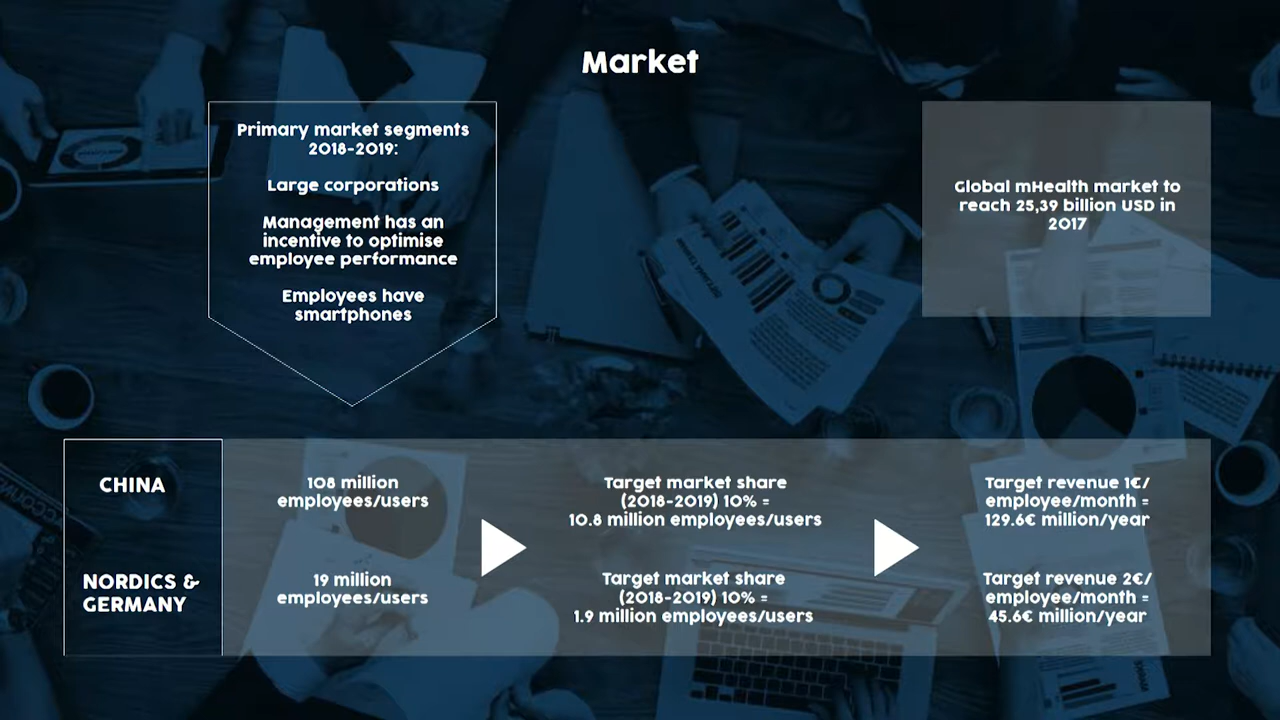 Market
Primary market segments
2018-2019:
Large corporations
Management has an
incentive to optimise
employee performance
Employees have
smartphones
Global mHealth market to
reach 25,39 billion USD in
2017
CHINA
108 million
employees/users
Target market share
(2018-2019) 10% =
10.8 million employees/users
Target revenue 1€/
employee/month =
129.6€ million/year
NORDICS &
GERMANY
19 million
employees/users
Target market share
(2018-2019) 10% =
1.9 million employees/users
Target revenue 2€/
employee/month =
45.6€ million/year